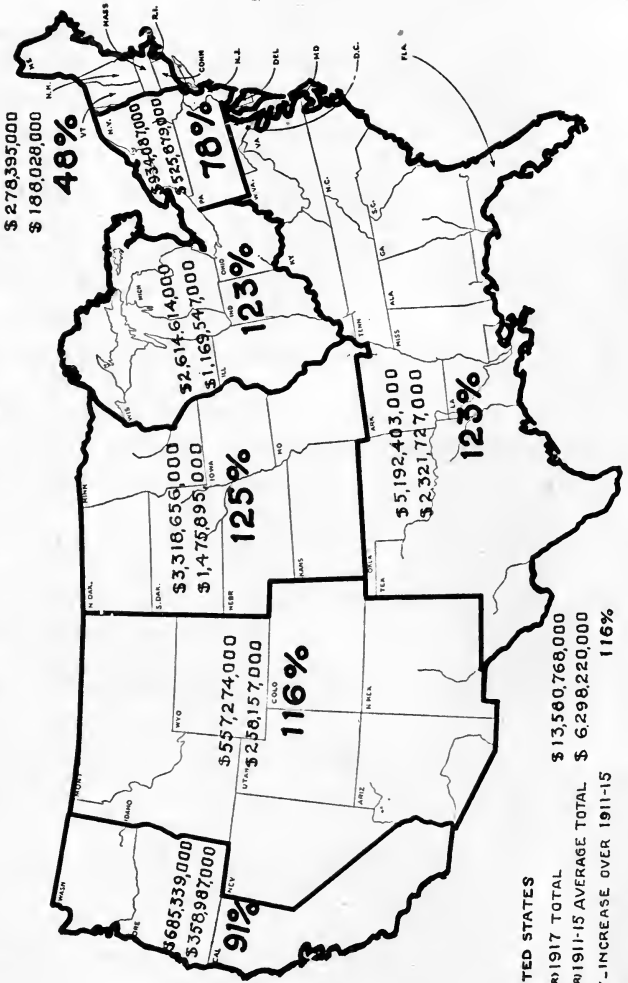 $278,395,000
$188,028,000
48%
ME
N.H.
VT
MASS
R.I.
CONN
N.Y.
$934,087,000
$525,879,000
PA
78%
N.J.
DEL
MD
D.C.
VA
W.VA.
N.C.
S.C.
GA
FLA
ALA
MISS
TENN
KY
WIS
MICH
$2,614,614,000
$1,169,547,000
ILL
IND
OHIO
123%
MINN
N.DAK.
S.DAK.
$3,318,656,000
$1,475,895,000
IOWA
NEBR
125%
MO
KANS
ARK
OKLA
TEX
$5,192,403,000
$2,321,727,000
LA
123%
MONT
IDAHO
WYO
$557,274,000
$258,157,000
UTAH
COLO
116%
ARIZ
N.MEX
NEV
WASH
ORE
$685,339,000
$358,987,000
CAL
91%
TED STATES
R) 1917 TOTAL $13,580,768,000
R) 1911-15 AVERAGE TOTAL $ 6,298,220,000
-INCREASE OVER 1911-15 116%